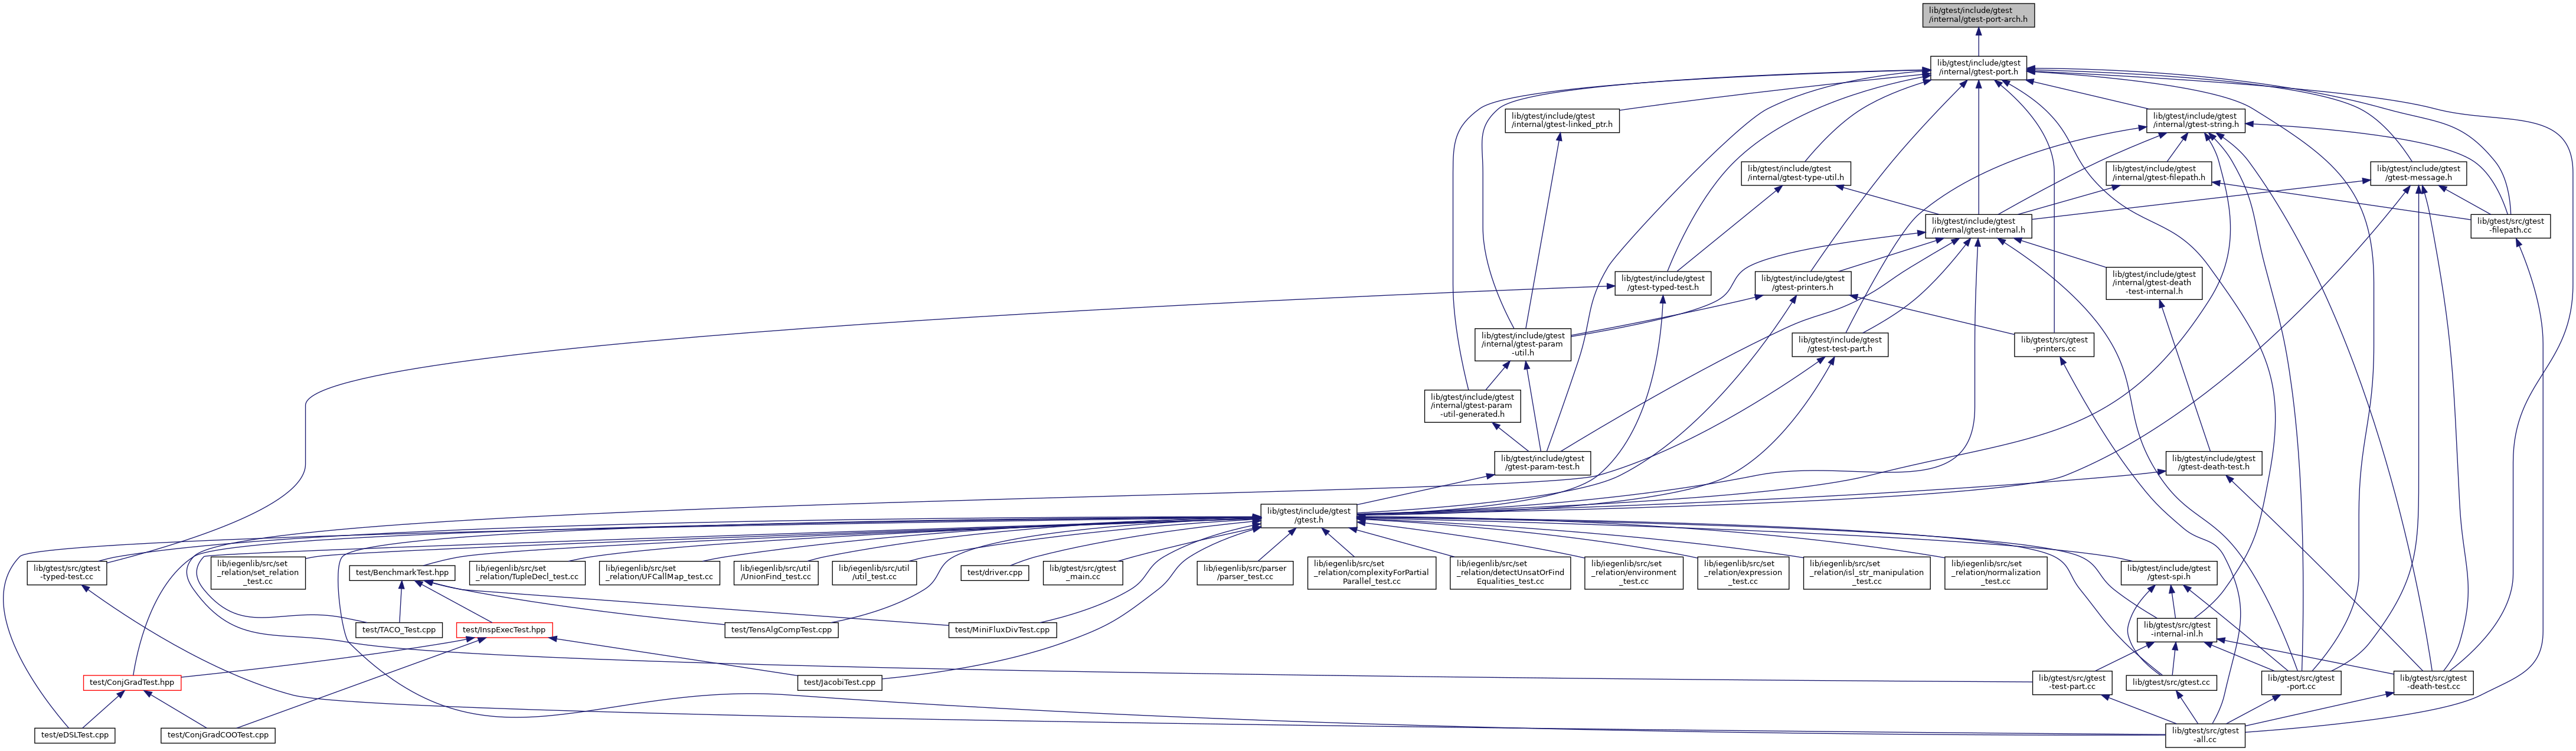 lib/gtest/include/gtest
/internal/gtest-port-arch.h
lib/gtest/include/gtest
/internal/gtest-port.h
lib/gtest/include/gtest
/internal/gtest-linked_ptr.h
lib/gtest/include/gtest
/internal/gtest-string.h
lib/gtest/include/gtest
/internal/gtest-type-util.h
lib/gtest/include/gtest
/internal/gtest-filepath.h
lib/gtest/include/gtest
/gtest-message.h
lib/gtest/include/gtest
/internal/gtest-internal.h
lib/gtest/src/gtest
-filepath.cc
lib/gtest/include/gtest
/gtest-typed-test.h
lib/gtest/include/gtest
/gtest-printers.h
lib/gtest/include/gtest
/internal/gtest-death
-test-internal.h
lib/gtest/include/gtest
/internal/gtest-param
-util.h
lib/gtest/include/gtest
/gtest-test-part.h
lib/gtest/src/gtest
-printers.cc
lib/gtest/include/gtest
/internal/gtest-param
-util-generated.h
lib/gtest/include/gtest
/gtest-param-test.h
lib/gtest/include/gtest
/gtest-death-test.h
lib/gtest/include/gtest
/gtest.h
lib/gtest/src/gtest
-typed-test.cc
lib/iegenlib/src/set
_relation/set_relation
_test.cc
test/BenchmarkTest.hpp
lib/iegenlib/src/set
_relation/TupleDecl_test.cc
lib/iegenlib/src/set
_relation/UFCallMap_test.cc
lib/iegenlib/src/util
/UnionFind_test.cc
lib/iegenlib/src/util
/util_test.cc
test/driver.cpp
lib/gtest/src/gtest
_main.cc
lib/iegenlib/src/parser
/parser_test.cc
lib/iegenlib/src/set
_relation/complexityForPartial
Parallel_test.cc
lib/iegenlib/src/set
_relation/detectUnsatOrFind
Equalities_test.cc
lib/iegenlib/src/set
_relation/environment
_test.cc
lib/iegenlib/src/set
_relation/expression
_test.cc
lib/iegenlib/src/set
_relation/isl_str_manipulation
_test.cc
lib/iegenlib/src/set
_relation/normalization
_test.cc
lib/gtest/include/gtest
/gtest-spi.h
test/TACO_Test.cpp
test/InspExecTest.hpp
test/TensAlgCompTest.cpp
test/MiniFluxDivTest.cpp
lib/gtest/src/gtest
-internal-inl.h
test/ConjGradTest.hpp
test/JacobiTest.cpp
lib/gtest/src/gtest
-test-part.cc
lib/gtest/src/gtest.cc
lib/gtest/src/gtest
-port.cc
lib/gtest/src/gtest
-death-test.cc
test/eDSLTest.cpp
test/ConjGradCOOTest.cpp
lib/gtest/src/gtest
-all.cc